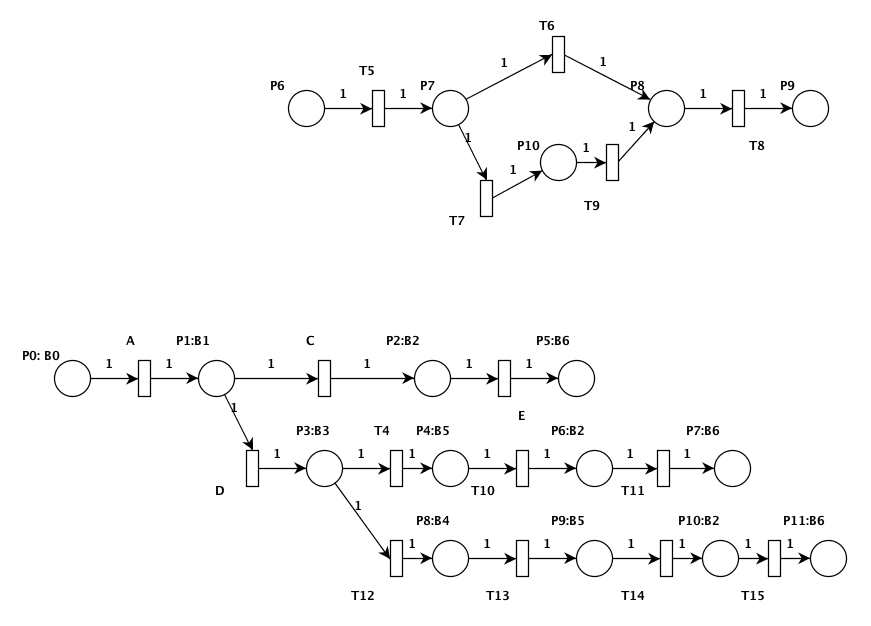 T6
1
1
T5
P6
P7
P8
P9
1
1
1
1
1
1
P10
1
1
T8
1
T9
T7
A
P1:B1
C
P2:B2
P5:B6
P0: B0
1
1
1
1
1
1
1
E
P3:B3
T4
P4:B5
P6:B2
P7:B6
1
1
1
1
1
1
1
D
T10
T11
1
P8:B4
P9:B5
P10:B2
P11:B6
1
1
1
1
1
1
1
T12
T13
T14
T15